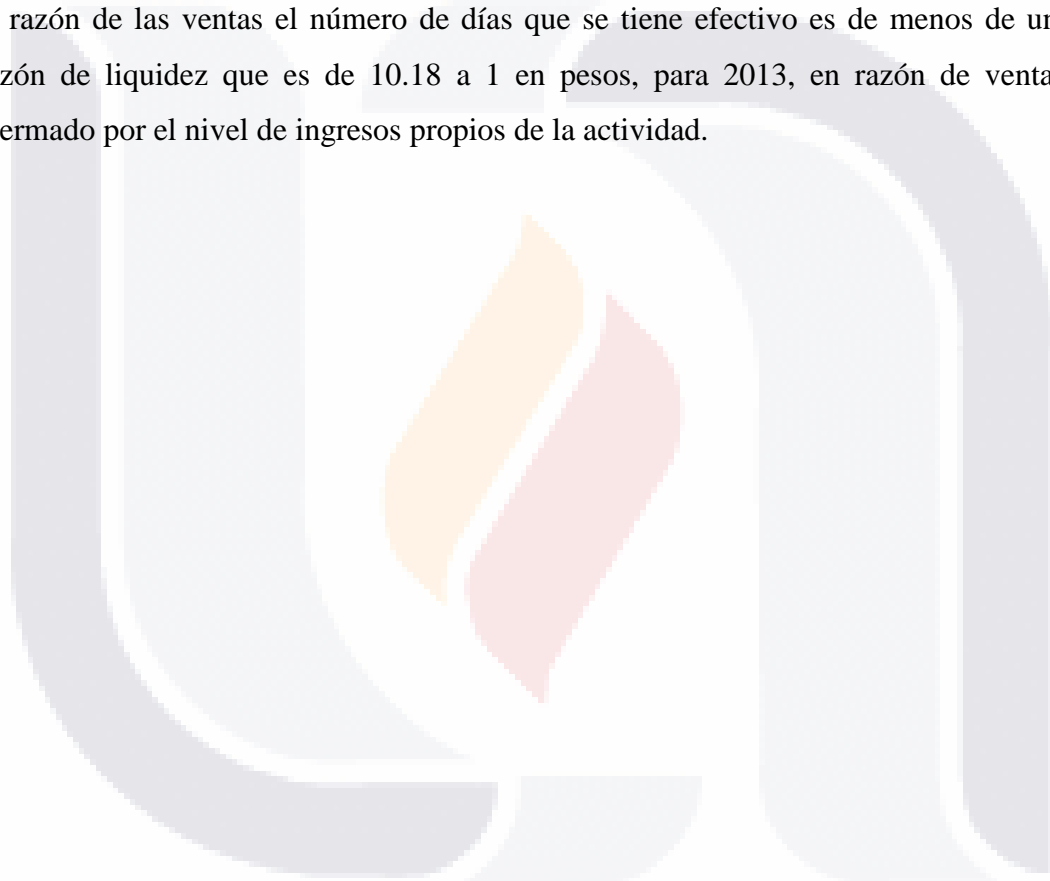 razón de las ventas el número de días que se tiene efectivo es de menos de un
zón de liquidez que es de 10.18 a 1 en pesos, para 2013, en razón de venta
ermado por el nivel de ingresos propios de la actividad.